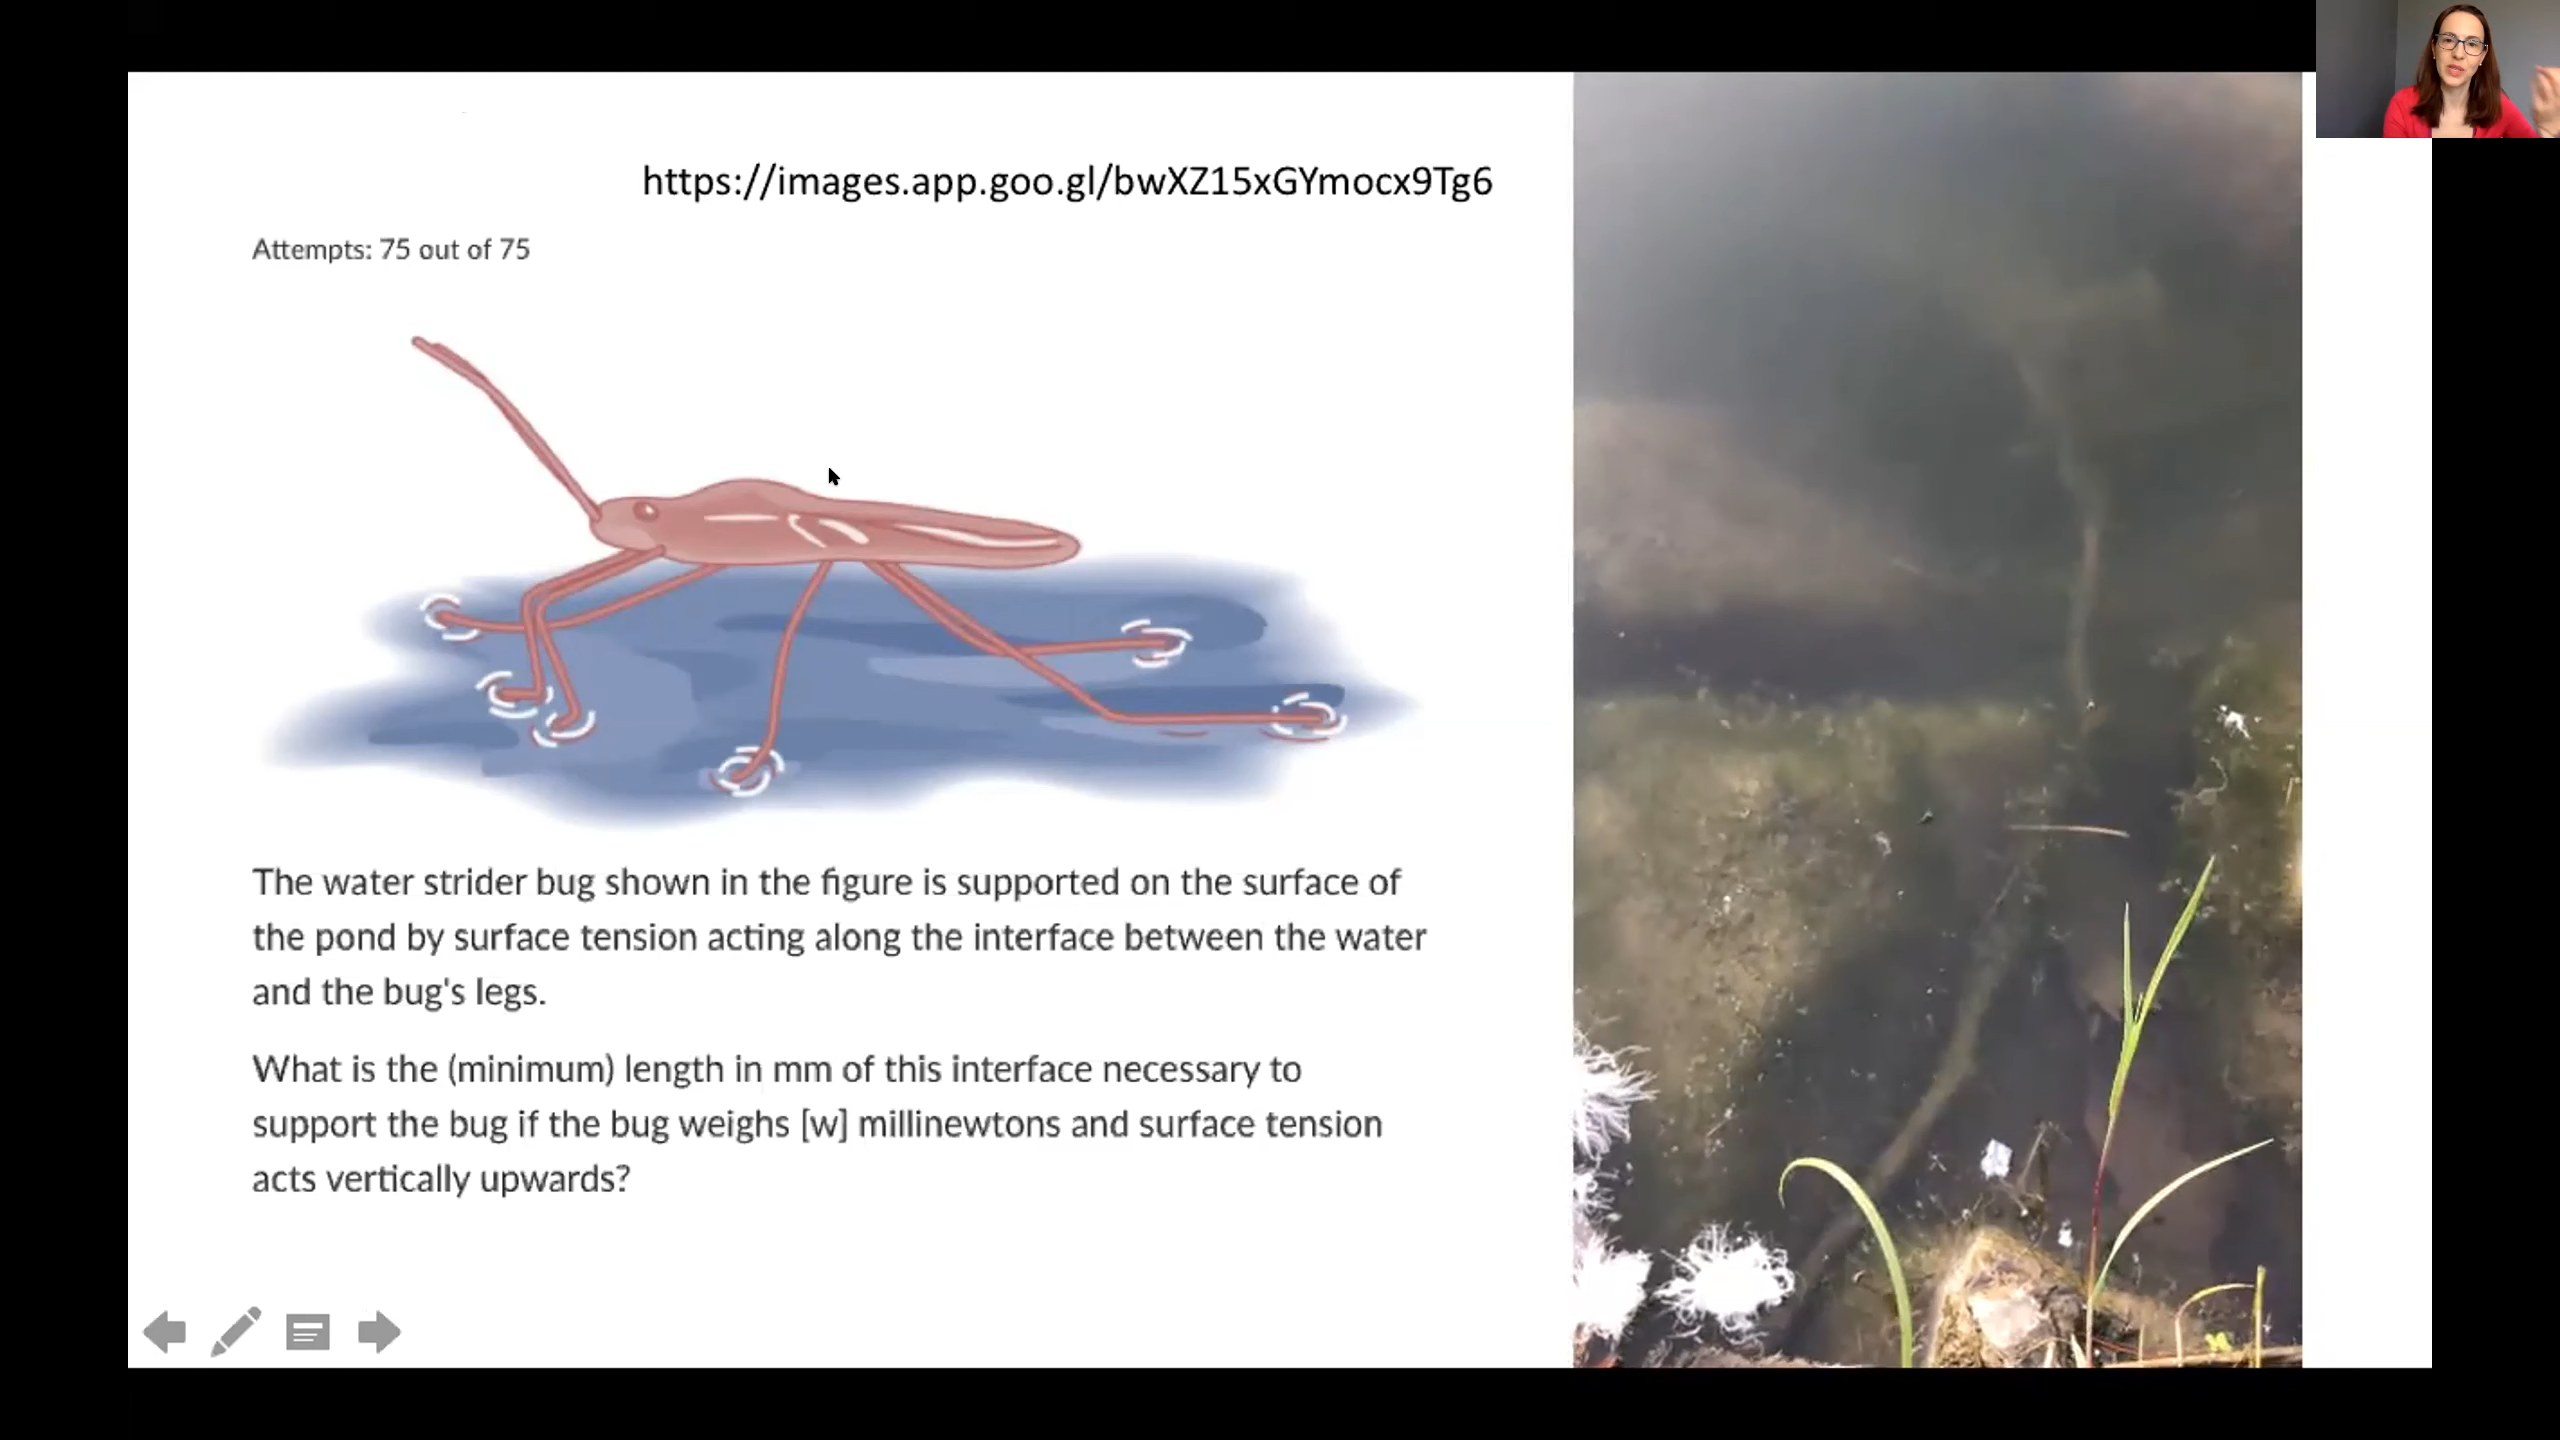 https://images.app.goo.gl/bwXZ15xGYmocx9Tg6
Attempts: 75 out of 75
The water strider bug shown in the figure is supported on the surface of
the pond by surface tension acting along the interface between the water
and the bug's legs.
What is the (minimum) length in mm of this interface necessary to
support the bug if the bug weighs [w] millinewtons and surface tension
acts vertically upwards?